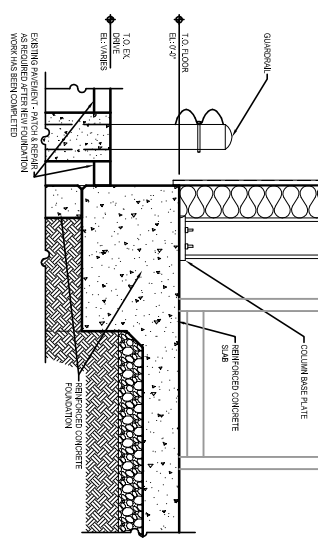 GUARDRAIL
T.O. FLOOR
EL: 0'-0"
T.O. EX.
DRIVE
EL: VARIES
EXISTING PAVEMENT - PATCH & REPAIR
AS REQUIRED AFTER NEW FOUNDATION
WORK HAS BEEN COMPLETED
COLUMN BASE PLATE
REINFORCED CONCRETE
SLAB
REINFORCED CONCRETE
FOUNDATION